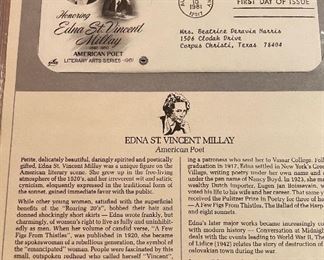 Honoring
Edna St. Vincent
Millay
1892-1950
AMERICAN POET
LITERARY ARTS SERIES-1981
1981
FIRST DAY OF ISSUE
Mrs. Beatrice Deravin Harris
1506 Clodah Drive
Corpus Christi, Texas 78404
EDNA ST VINCENT MILLAY
American Poet
Petite, delicately beautiful, daringly spirited and poetically
gifted, Edna St. Vincent Millay was a unique figure on the
American literary scene. She grew up in the free-living
atmosphere of the 1920's, and her irreverent wit and satiric
cynicism, eloquently expressed in the traditional form of
the sonnet, gained immediate favor with the public.
While other young women, satisfied with the superficial
benefits of the "Roaring 20's", bobbed their hair and
donned shockingly short skirts — Edna wrote frankly, but
charmingly, of women's right to live as fully and uninhibit-
edly as men. When her volume of candid verse, "A Few
Figs From Thistles", was published in 1920, she became
the spokeswoman of a rebellious generation, the symbol of
the "emancipated" woman. People were fascinated by this
small, outspoken redhead who called herself "Vincent",
ing a patroness who sent her to Vassar College. Follo
graduation in 1917, Edna settled in New York's Green
Village, writing poetry under her own name and
under the pen name of Nancy Boyd. In 1923, she ma
wealthy Dutch importer, Eugen Jan Boissevain, who
voted his life to his wife and her career. That same y
received the Pulitzer Prize in Poetry for three of he
A Few Figs From Thistles, The Ballad of the Harp
and eight sonnets.
Edna's later major works became increasingly co
with modern history — Conversation at Midnigh
deals with the events leading to World War II, The
of Lidice (1942) relates the story of destruction of
slovakian town during the war.